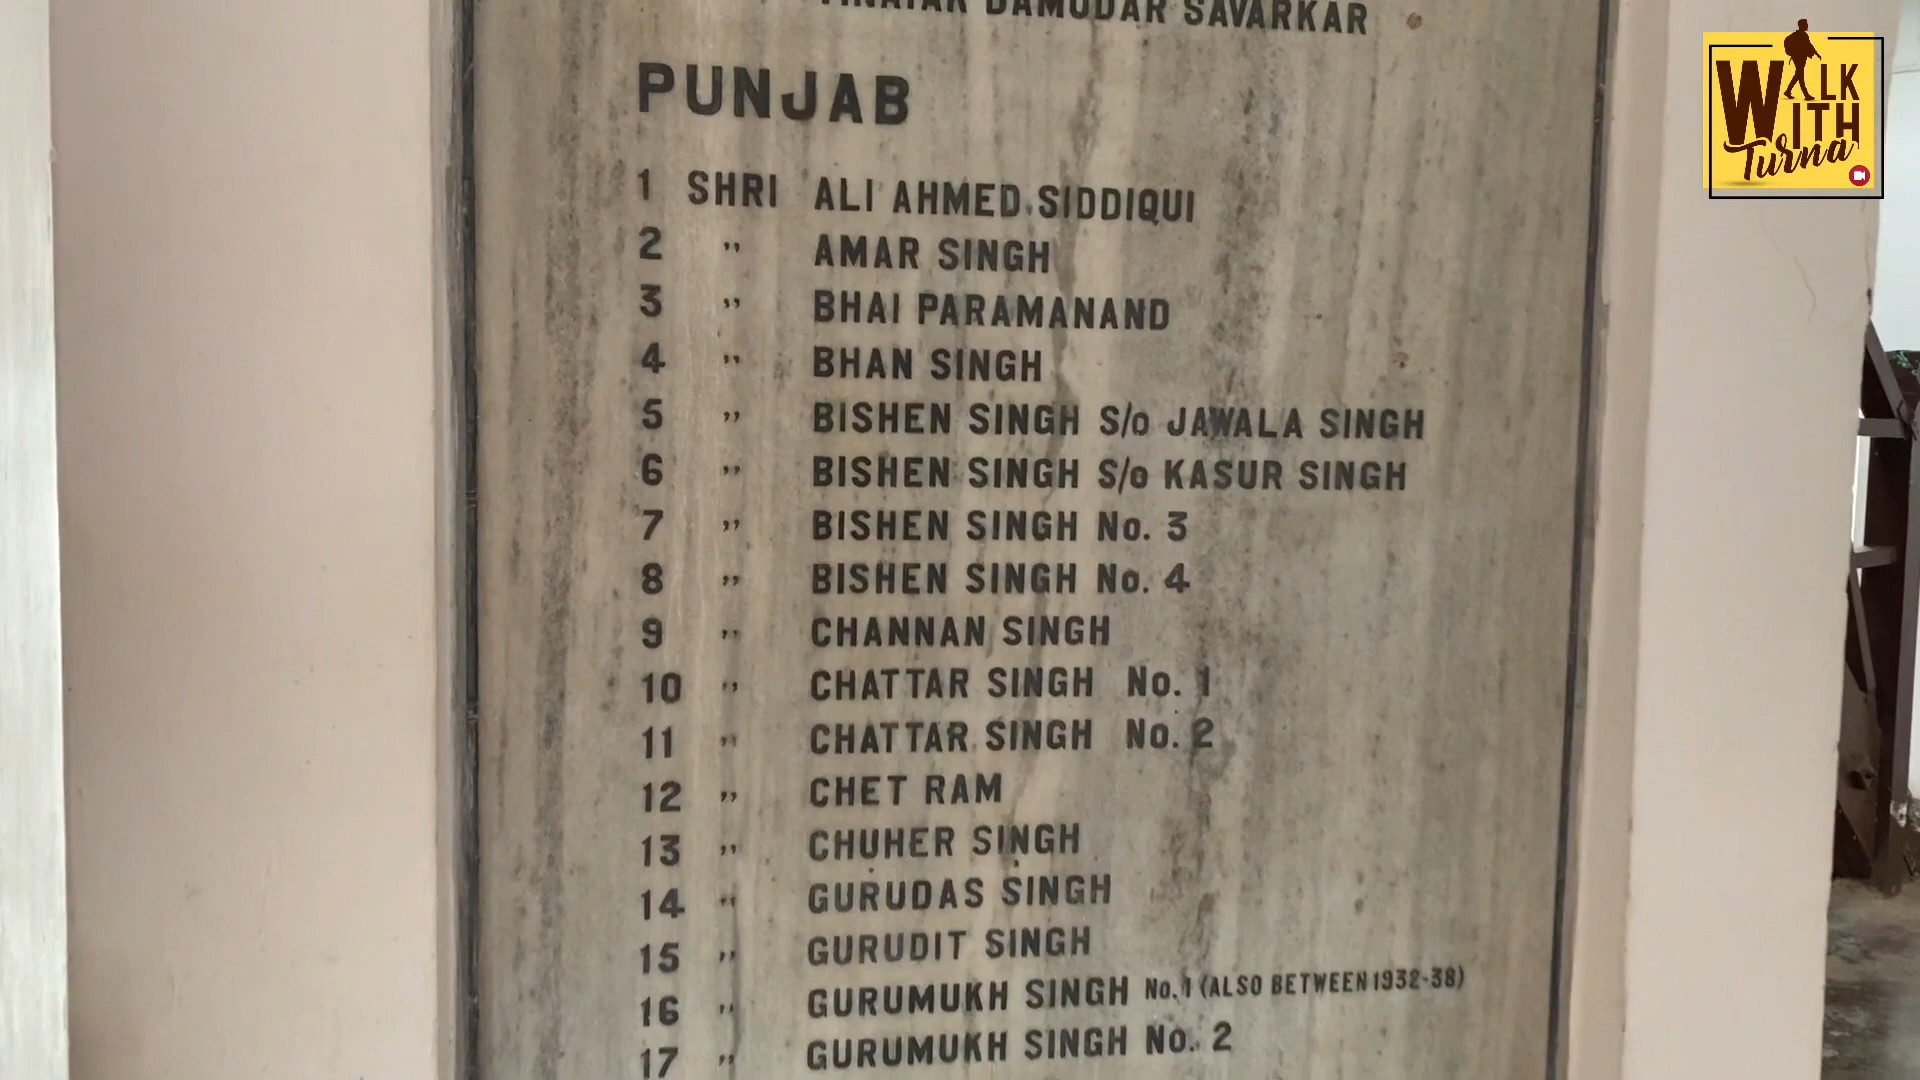 DAMODAR SAVARKAR
PUNJAB
1 SHRI ALI AHMED SIDDIQUI
2 " AMAR SINGH
3 " BHAI PARAMANAND
4 " BHAN SINGH
5 " BISHEN SINGH S/o JAWALA SINGH
6 " BISHEN SINGH S/o KASUR SINGH
7 " BISHEN SINGH No. 3
8 " BISHEN SINGH No. 4
9 " CHANNAN SINGH
10 " CHATTAR SINGH No. 1
11 " CHATTAR SINGH No. 2
12 " CHET RAM
13 " CHUHER SINGH
14 " GURUDAS SINGH
15 " GURUDIT SINGH
16 " GURUMUKH SINGH No. 1 (ALSO BETWEEN 1932-38)
17 " GURUMUKH SINGH No. 2
WALK
WITH
Turna